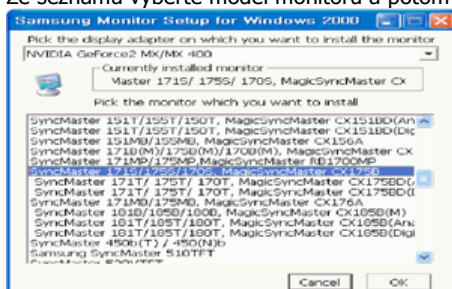 Ze seznamu vyberte model monitoru a potom
Samsung Monitor Setup for Windows 2000
Pick the display adapter on which you want to install the monitor
NVIDIA GeForce2 MX/MX 400
Currently installed monitor
Master 171S/ 175S/ 170S, MagicSyncMaster CX
Pick the monitor which you want to install
SyncMaster 151T/155T/150T, MagicSyncMaster CX151BD(An
SyncMaster 151T/155T/150T, MagicSyncMaster CX151BD(Dig
SyncMaster 151MB/155MB, MagicSyncMaster CX156A
SyncMaster 171B(M)/175B(M)/170B(M), MagicSyncMaster CX
SyncMaster 171MP/175MP,MagicSyncMaster RB1700MP
SyncMaster 171S/175S/170S, MagicSyncMaster CX175B
SyncMaster 171T/ 175T/ 170T, MagicSyncMaster CX175BD(
SyncMaster 171T/ 175T/ 170T, MagicSyncMaster CX175BD(D
SyncMaster 171MB/175MB, MagicSyncMaster CX176A
SyncMaster 181B/185B/180B, MagicSyncMaster CX185B(M)
SyncMaster 181T/185T/180T, MagicSyncMaster CX185B(Ana
SyncMaster 181T/185T/180T, MagicSyncMaster CX185B(Digi
SyncMaster 450b(T) / 450(N)b
Samsung SyncMaster 510TFT
Cancel OK